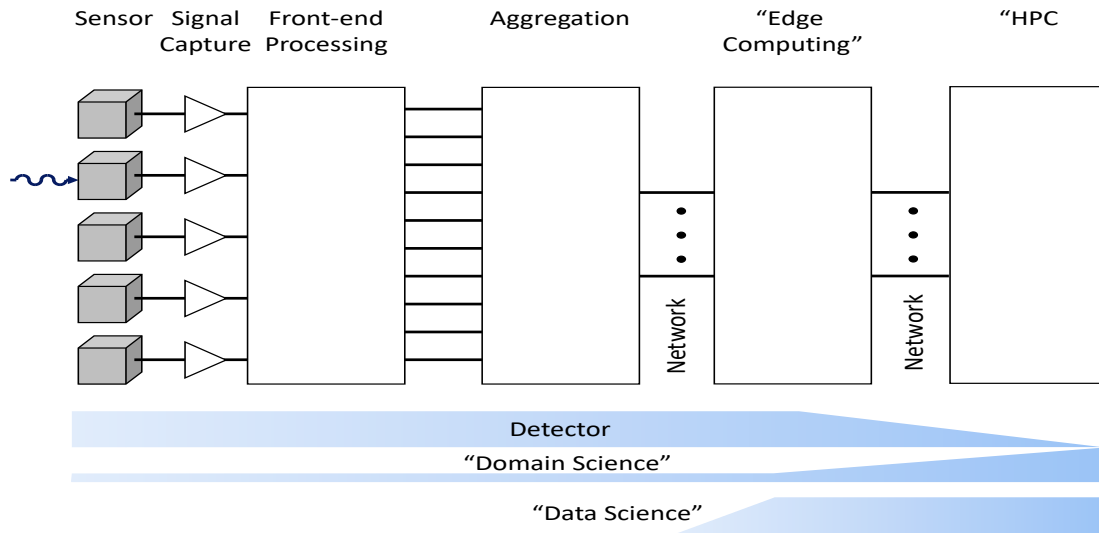 Sensor
Signal
Capture
Front-end
Processing
Aggregation
“Edge
Computing”
“HPC
Network
Network
Detector
“Domain Science”
“Data Science”